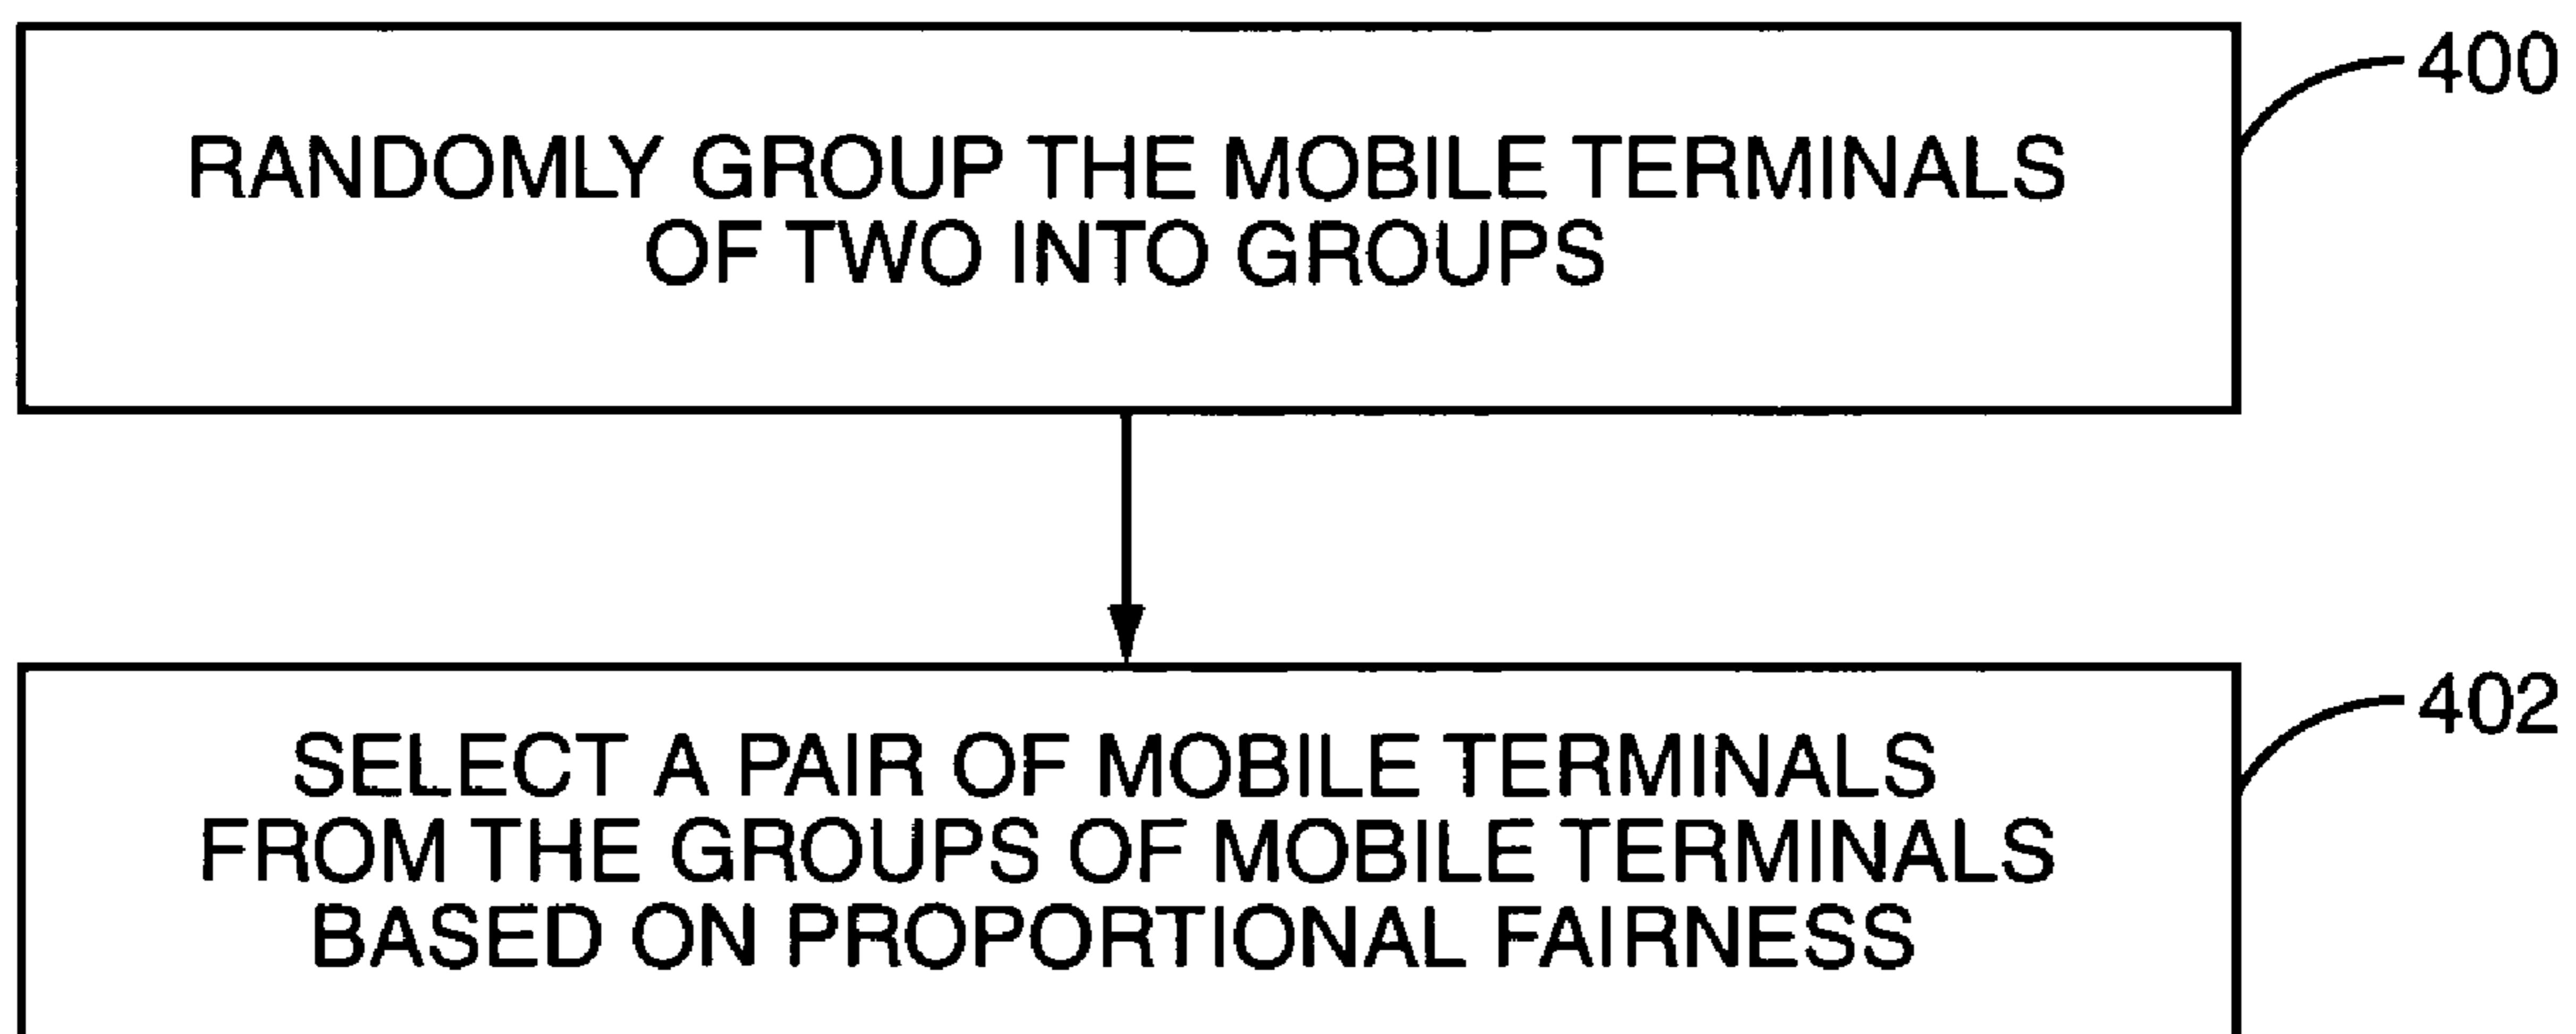 400
RANDOMLY GROUP THE MOBILE TERMINALS
OF TWO INTO GROUPS
402
SELECT A PAIR OF MOBILE TERMINALS
FROM THE GROUPS OF MOBILE TERMINALS
BASED ON PROPORTIONAL FAIRNESS